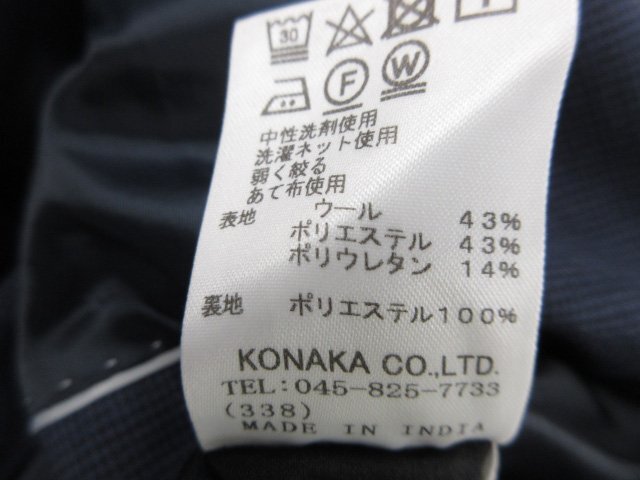 30
F W
中性洗剤使用
洗濯ネット使用
弱く絞る
あて布使用
表地 ウール 43%
ポリエステル 43%
ポリウレタン 14%
裏地 ポリエステル100%
KONAKA CO.,LTD.
TEL:045-825-7733
(338)
MADE IN INDIA